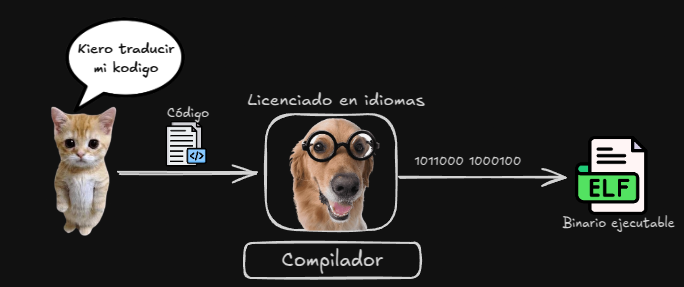 Kiero traducir
mi kodigo
Código
</>
Licenciado en idiomas
1011000 1000100
ELF
Binario ejecutable
Compilador